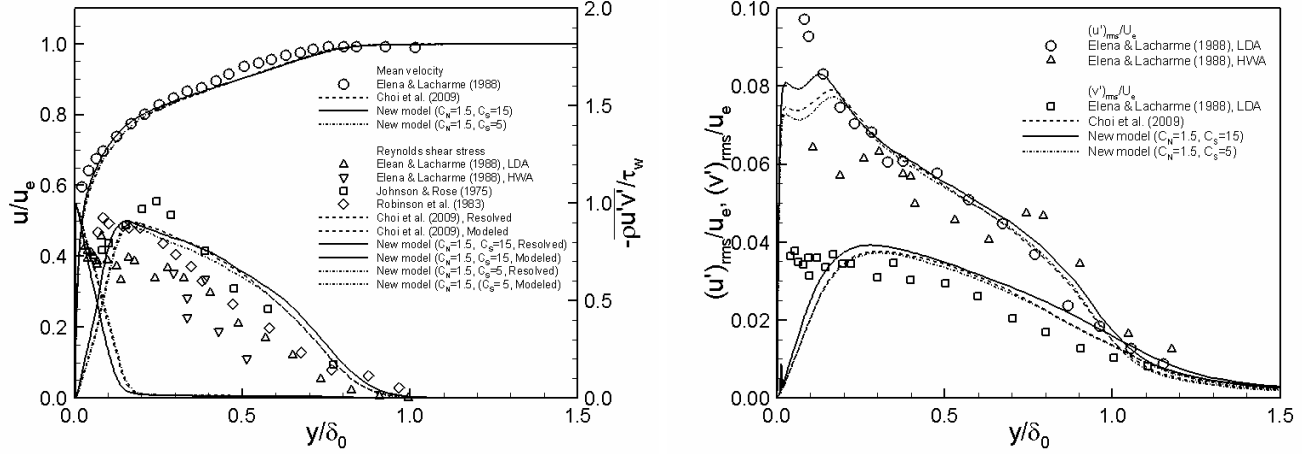 1.0
0.8
0.6
0.4
0.2
0.0
u/u_e
2.0
1.5
1.0
0.5
0.0
-ρu'v'/τ_w
0.0 0.5 1.0 1.5
y/δ_0
Mean velocity
Elena & Lacharme (1988)
Choi et al. (2009)
New model (C_N=1.5, C_S=15)
New model (C_N=1.5, C_S=5)
Reynolds shear stress
Elean & Lacharme (1988), LDA
Elena & Lacharme (1988), HWA
Johnson & Rose (1975)
Robinson et al. (1983)
Choi et al. (2009), Resolved
Choi et al. (2009), Modeled
New model (C_N=1.5, C_S=15, Resolved)
New model (C_N=1.5, C_S=15, Modeled)
New model (C_N=1.5, C_S=5, Resolved)
New model (C_N=1.5, (C_S= 5, Modeled)
0.10
0.08
0.06
0.04
0.02
0.00
(u')_rms/u_e, (v')_rms/u_e
0.0 0.5 1.0 1.5
y/δ_0
(u')_rms/U_e
Elena & Lacharme (1988), LDA
Elena & Lacharme (1988), HWA
(v')_rms/U_e
Elena & Lacharme (1988), LDA
Choi et al. (2009)
New model (C_N=1.5, C_S=15)
New model (C_N=1.5, C_S=5)